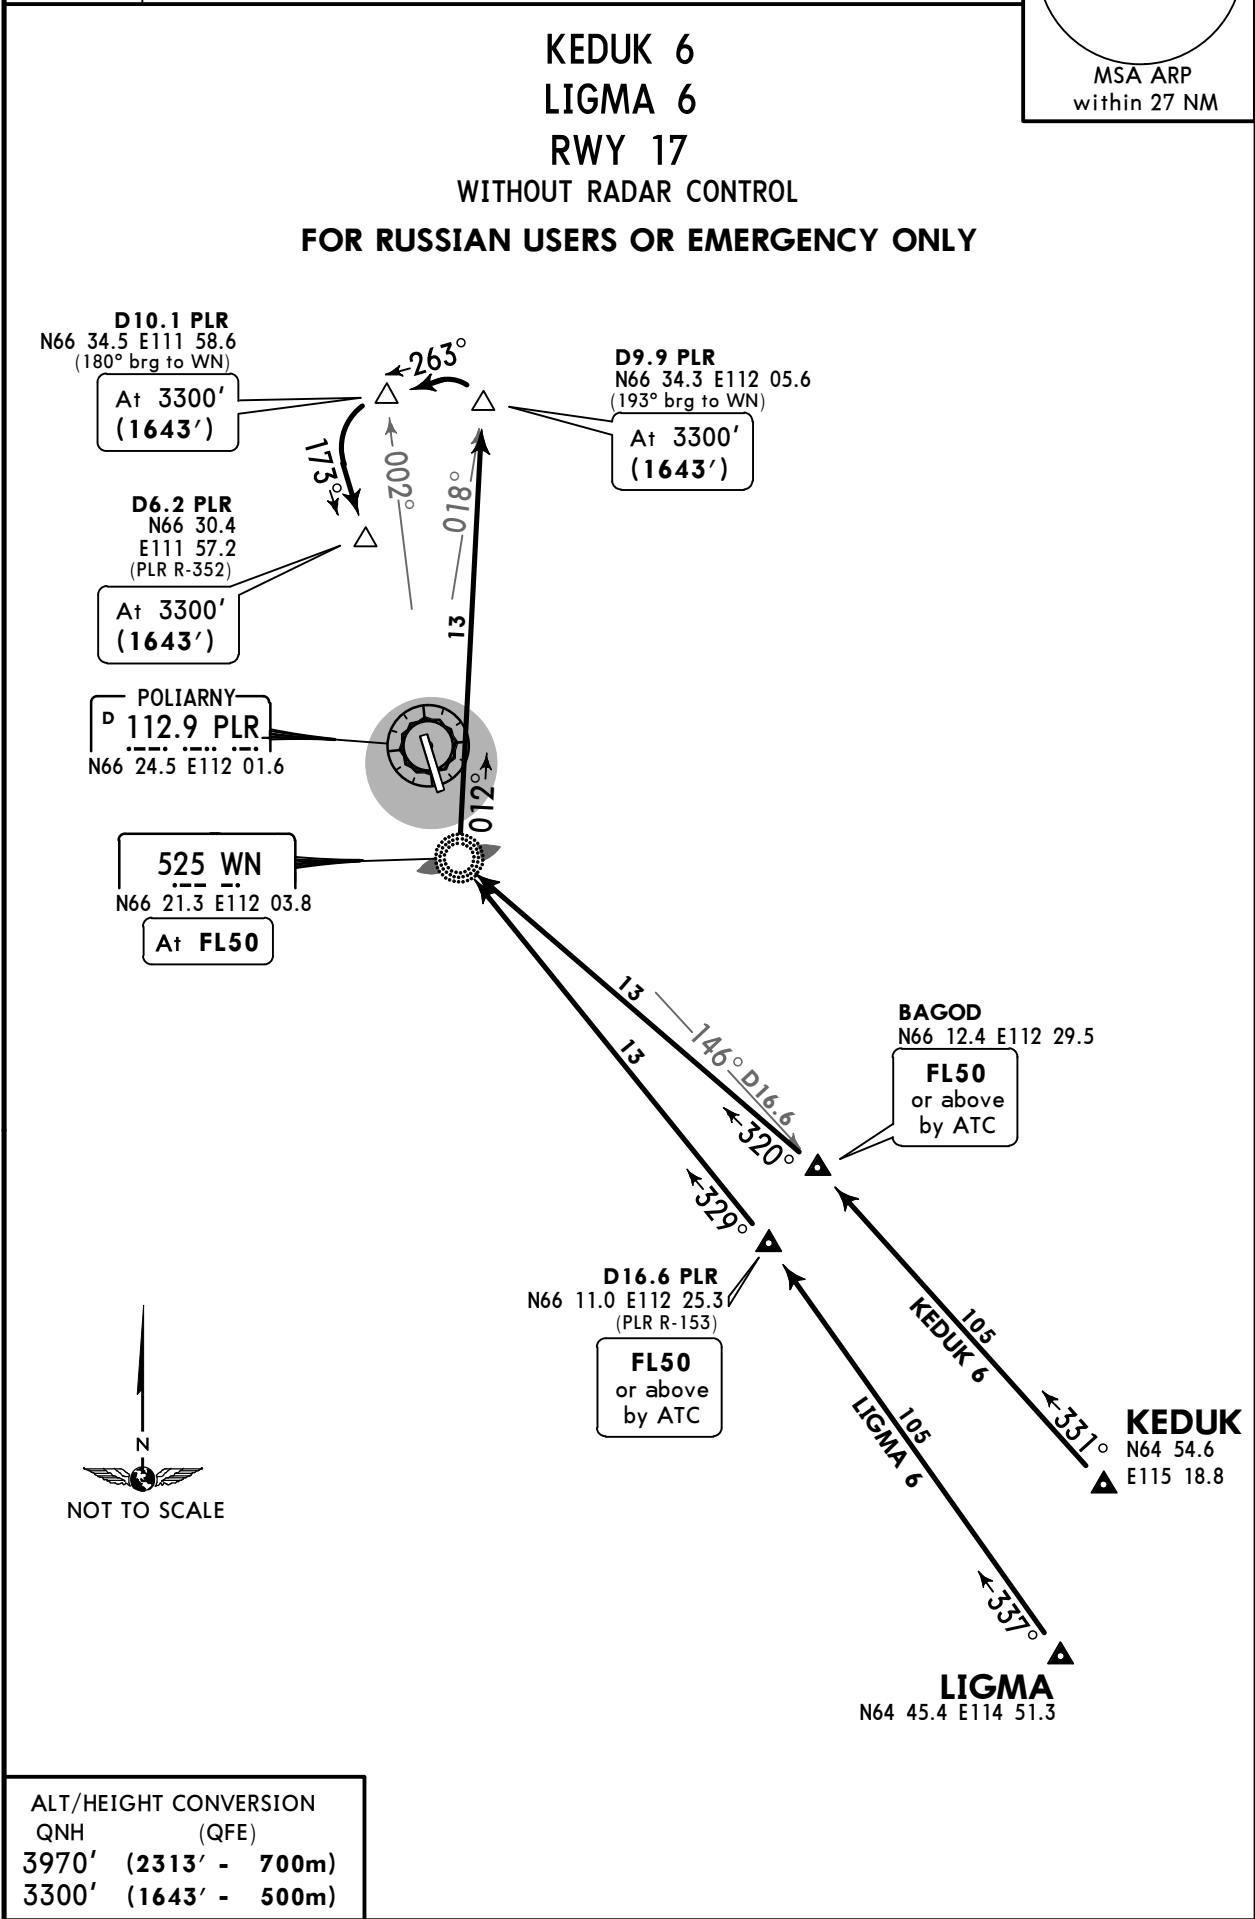 MSA ARP
within 27 NM
KEDUK 6
LIGMA 6
RWY 17
WITHOUT RADAR CONTROL
FOR RUSSIAN USERS OR EMERGENCY ONLY
D10.1 PLR
N66 34.5 E111 58.6
(180° brg to WN)
At 3300'
(1643')
263°
D9.9 PLR
N66 34.3 E112 05.6
(193° brg to WN)
At 3300'
(1643')
173°
002°
018°
D6.2 PLR
N66 30.4
E111 57.2
(PLR R-352)
At 3300'
(1643')
13
POLIARNY
D 112.9 PLR
N66 24.5 E112 01.6
012°
525 WN
N66 21.3 E112 03.8
At FL50
13
13
146°
D16.6
320°
329°
BAGOD
N66 12.4 E112 29.5
FL50
or above
by ATC
D16.6 PLR
N66 11.0 E112 25.3
(PLR R-153)
FL50
or above
by ATC
105
KEDUK 6
331°
KEDUK
N64 54.6
E115 18.8
105
LIGMA 6
337°
LIGMA
N64 45.4 E114 51.3
N
NOT TO SCALE
ALT/HEIGHT CONVERSION
QNH (QFE)
3970' (2313' - 700m)
3300' (1643' - 500m)